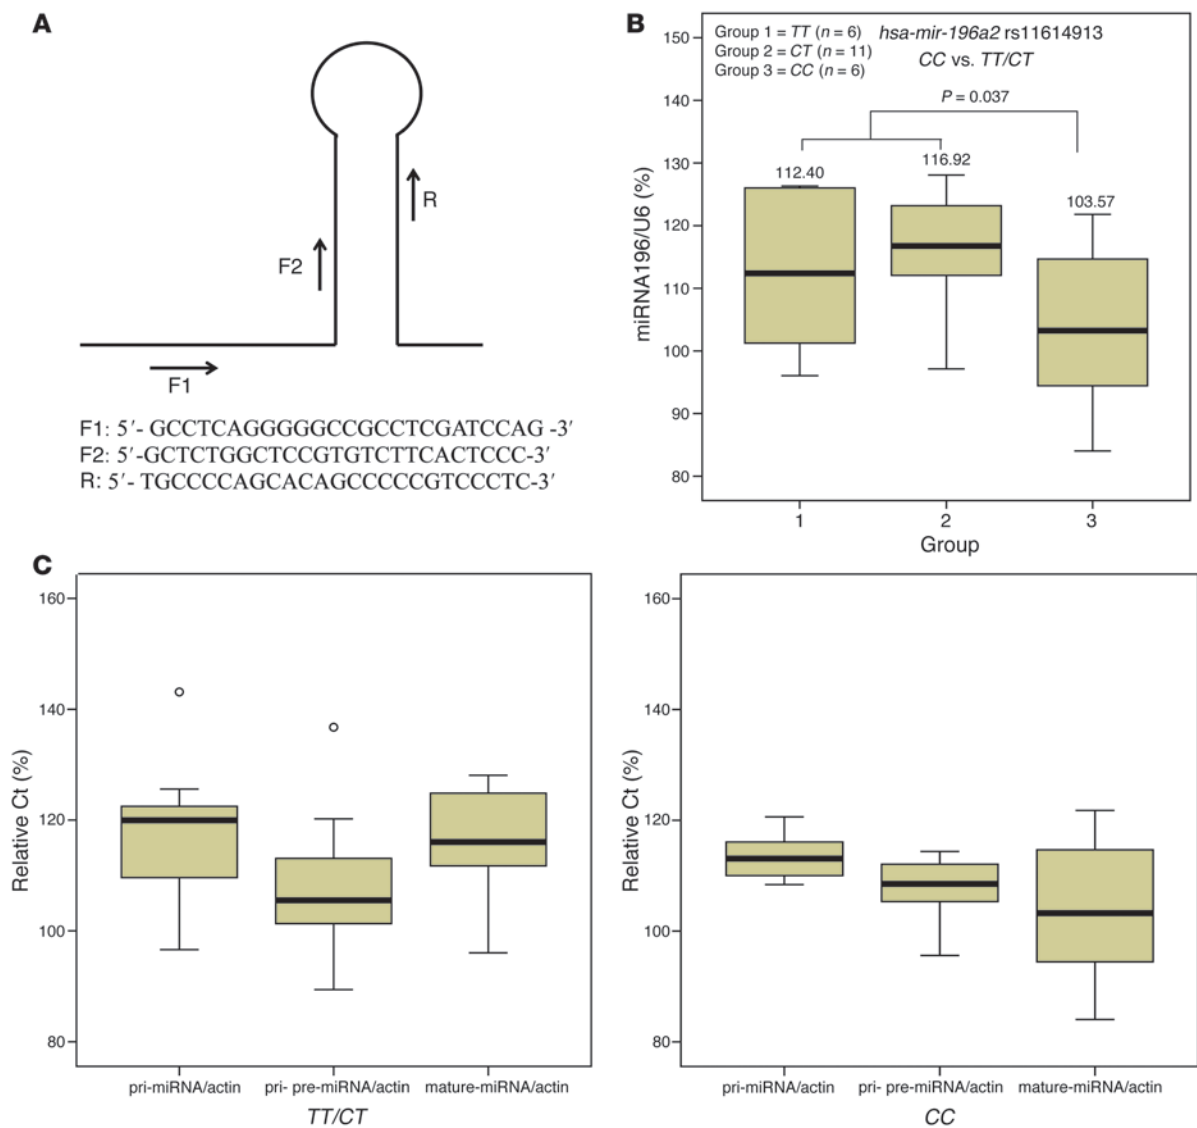 A
R
F2
F1
F1: 5′- GCCTCAGGGGGCCGCCTCGATCCAG -3′
F2: 5′-GCTCTGGCTCCGTGTCTTCACTCCC-3′
R: 5′- TGCCCCAGCACAGCCCCCGTCCCTC-3′
B
Group 1 = TT (n = 6) hsa-mir-196a2 rs11614913
Group 2 = CT (n = 11)
Group 3 = CC (n = 6)
CC vs. TT/CT
P = 0.037
112.40
116.92
103.57
miRNA196/U6 (%)
150
140
130
120
110
100
90
80
1 2 3
Group
C
Relative Ct (%)
160
140
120
100
80
pri-miRNA/actin pri- pre-miRNA/actin mature-miRNA/actin
TT/CT
Relative Ct (%)
160
140
120
100
80
pri-miRNA/actin pri- pre-miRNA/actin mature-miRNA/actin
CC